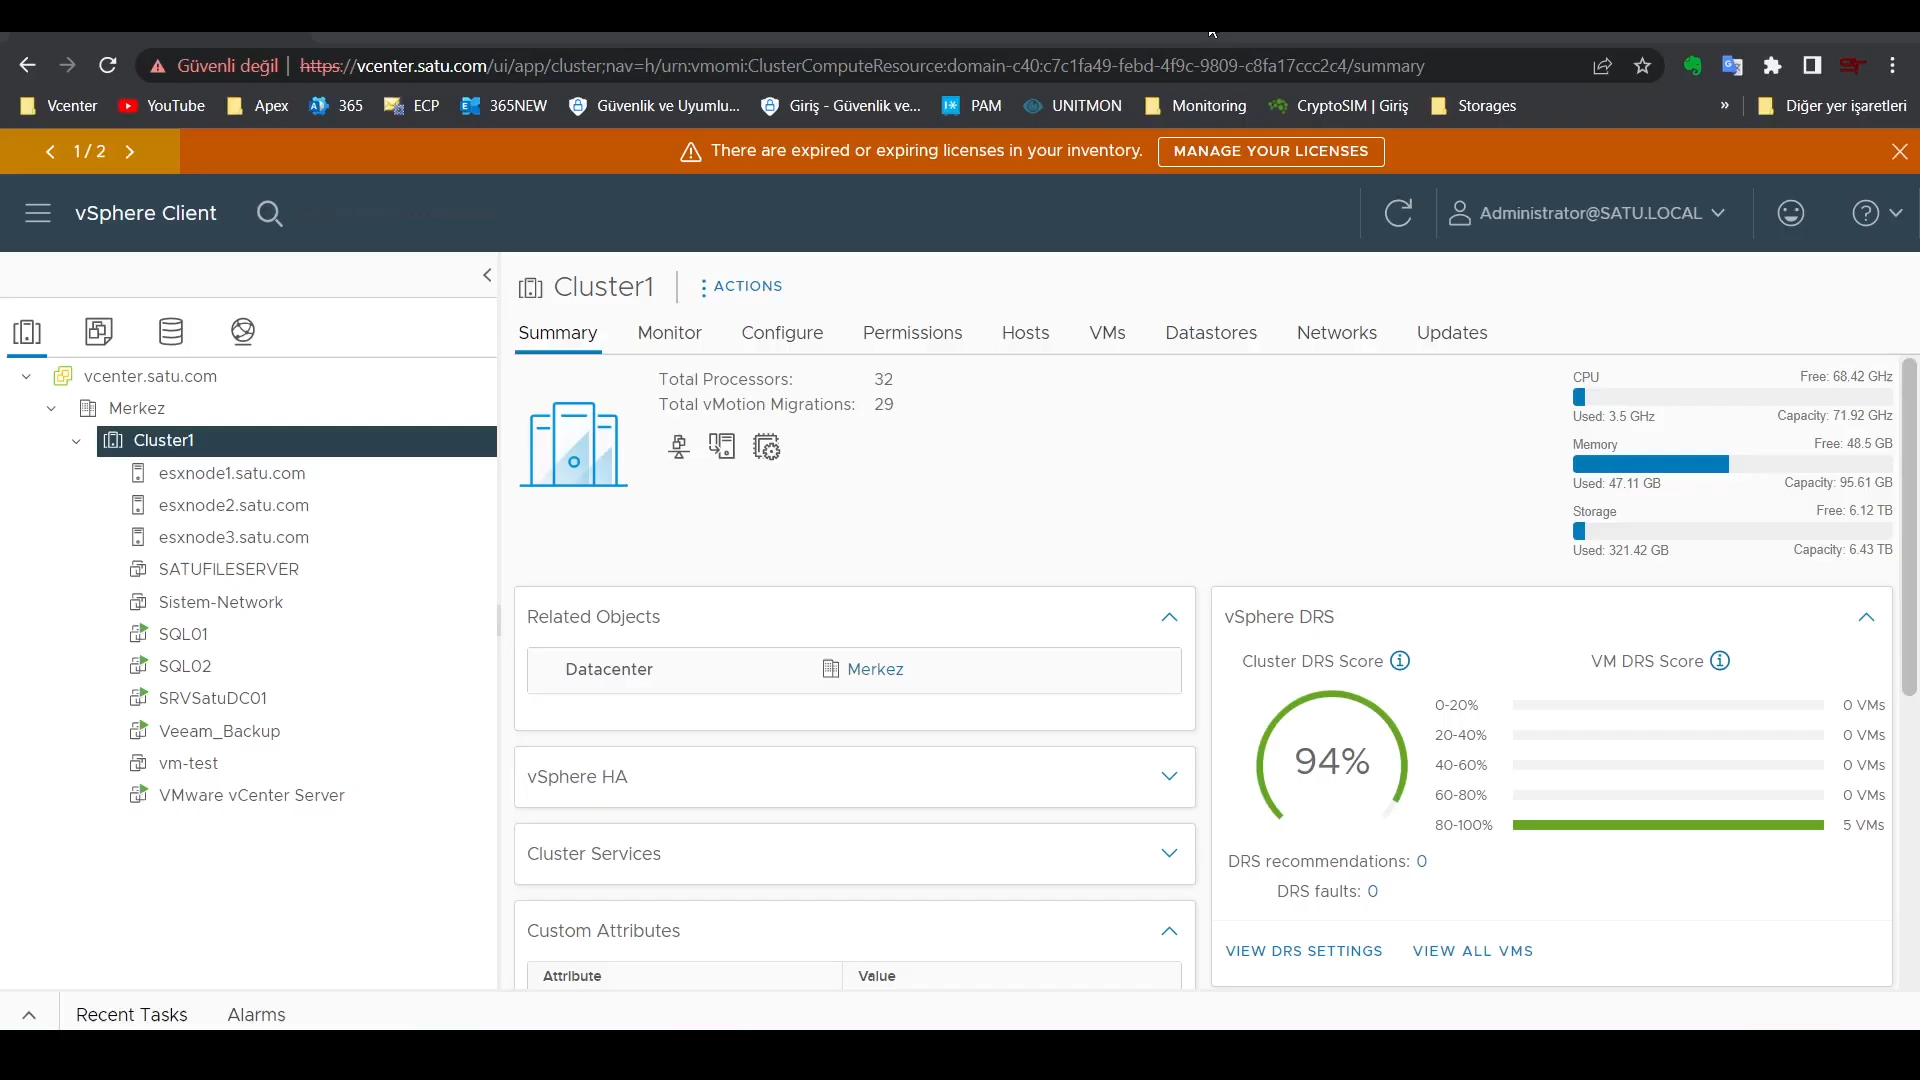 Güvenli değil | https://vcenter.satu.com/ui/app/cluster;nav=h/urn:vmomi:ClusterComputeResource:domain-c40:c7c1fa49-febd-4f9c-9809-c8fa17ccc2c4/summary
Vcenter YouTube Apex 365 ECP 365NEW Güvenlik ve Uyumlu... Giriş - Güvenlik ve... PAM UNITMON Monitoring CryptoSIM | Giriş Storages » Diğer yer işaretleri
1 / 2 There are expired or expiring licenses in your inventory. MANAGE YOUR LICENSES
vSphere Client Administrator@SATU.LOCAL
Cluster1 ACTIONS
Summary Monitor Configure Permissions Hosts VMs Datastores Networks Updates
vcenter.satu.com
Merkez
Cluster1
esxnode1.satu.com
esxnode2.satu.com
esxnode3.satu.com
SATUFILESERVER
Sistem-Network
SQL01
SQL02
SRVSatuDC01
Veeam_Backup
vm-test
VMware vCenter Server
Total Processors: 32
Total vMotion Migrations: 29
CPU Free: 68.42 GHz
Used: 3.5 GHz Capacity: 71.92 GHz
Memory Free: 48.5 GB
Used: 47.11 GB Capacity: 95.61 GB
Storage Free: 6.12 TB
Used: 321.42 GB Capacity: 6.43 TB
Related Objects
Datacenter Merkez
vSphere HA
Cluster Services
Custom Attributes
Attribute Value
vSphere DRS
Cluster DRS Score VM DRS Score
94%
0-20% 0 VMs
20-40% 0 VMs
40-60% 0 VMs
60-80% 0 VMs
80-100% 5 VMs
DRS recommendations: 0
DRS faults: 0
VIEW DRS SETTINGS VIEW ALL VMS
Recent Tasks Alarms